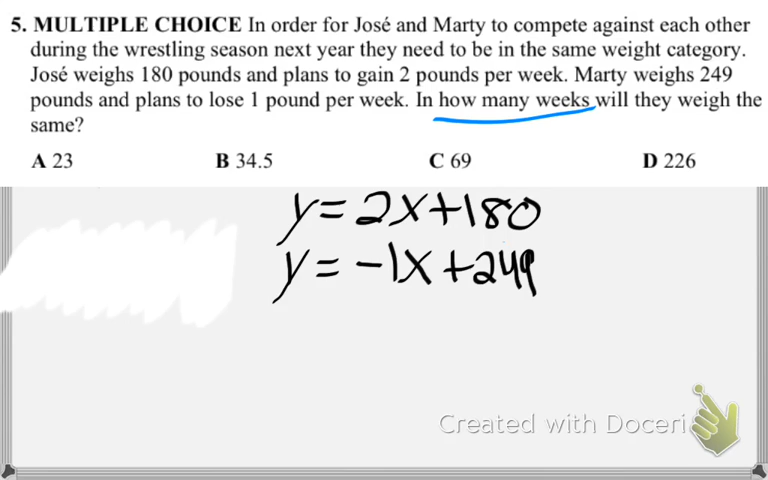 5. MULTIPLE CHOICE In order for José and Marty to compete against each other
during the wrestling season next year they need to be in the same weight category.
José weighs 180 pounds and plans to gain 2 pounds per week. Marty weighs 249
pounds and plans to lose 1 pound per week. In how many weeks will they weigh the
same?
A 23 B 34.5 C 69 D 226
y=2x+180
y=-1x+249
Created with Doceri